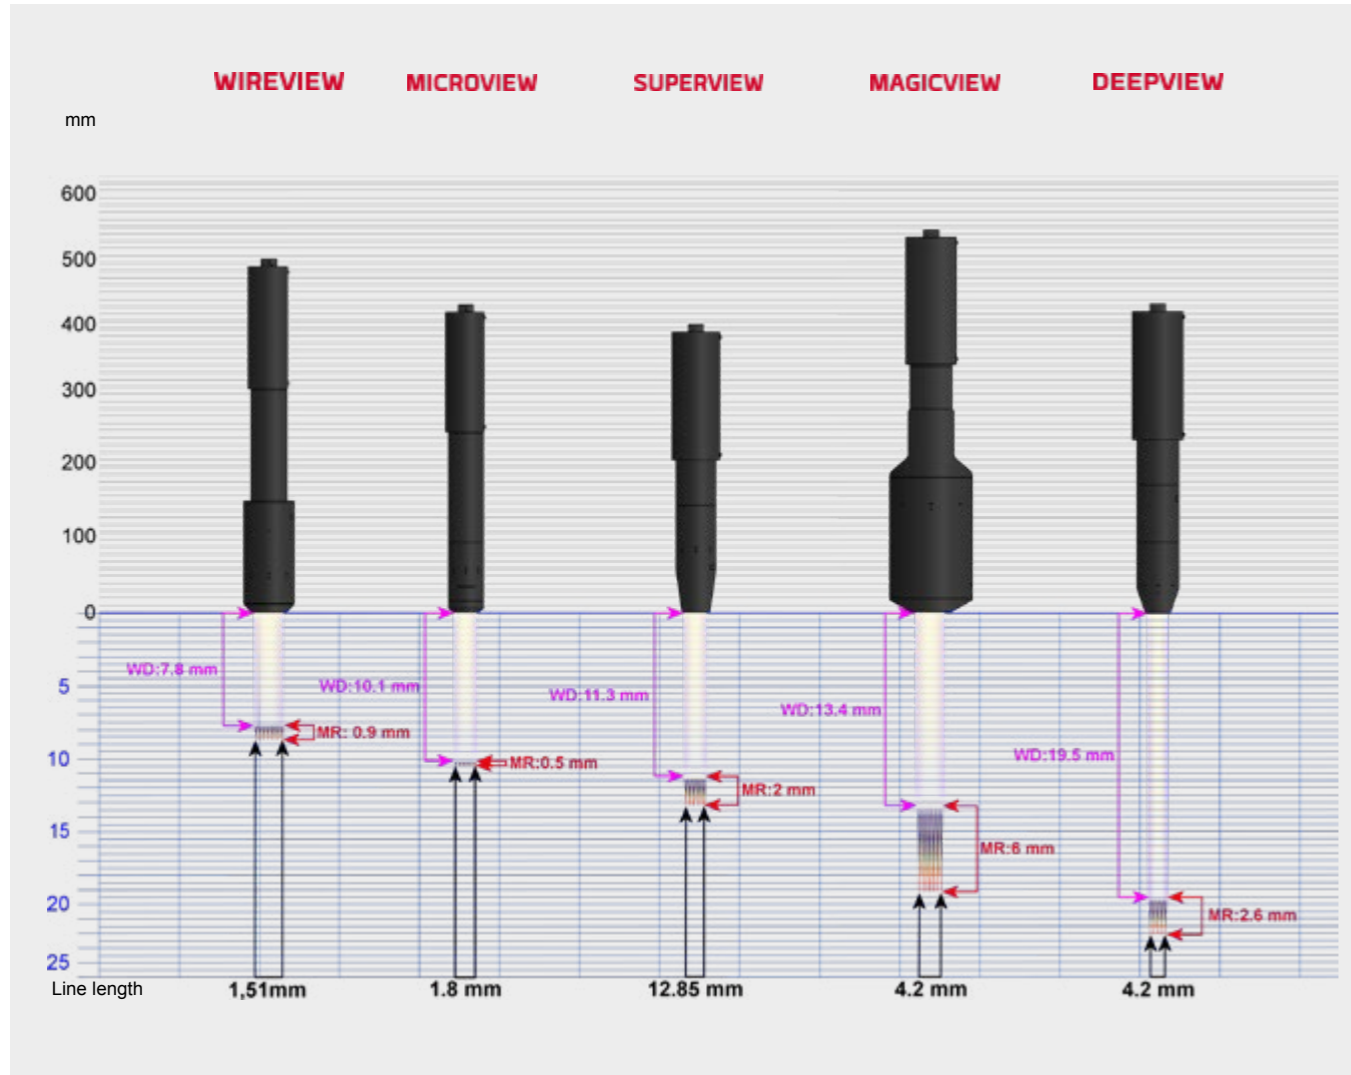 WIREVIEW MICROVIEW SUPERVIEW MAGICVIEW DEEPVIEW
mm
600
500
400
300
200
100
0
WD:7.8 mm
5
WD:10.1 mm
WD:11.3 mm
WD:13.4 mm
MR: 0.9 mm
WD:19.5 mm
10
MR:0.5 mm
MR:2 mm
15
MR:6 mm
20
MR:2.6 mm
25
Line length 1,51mm 1.8 mm 12.85 mm 4.2 mm 4.2 mm